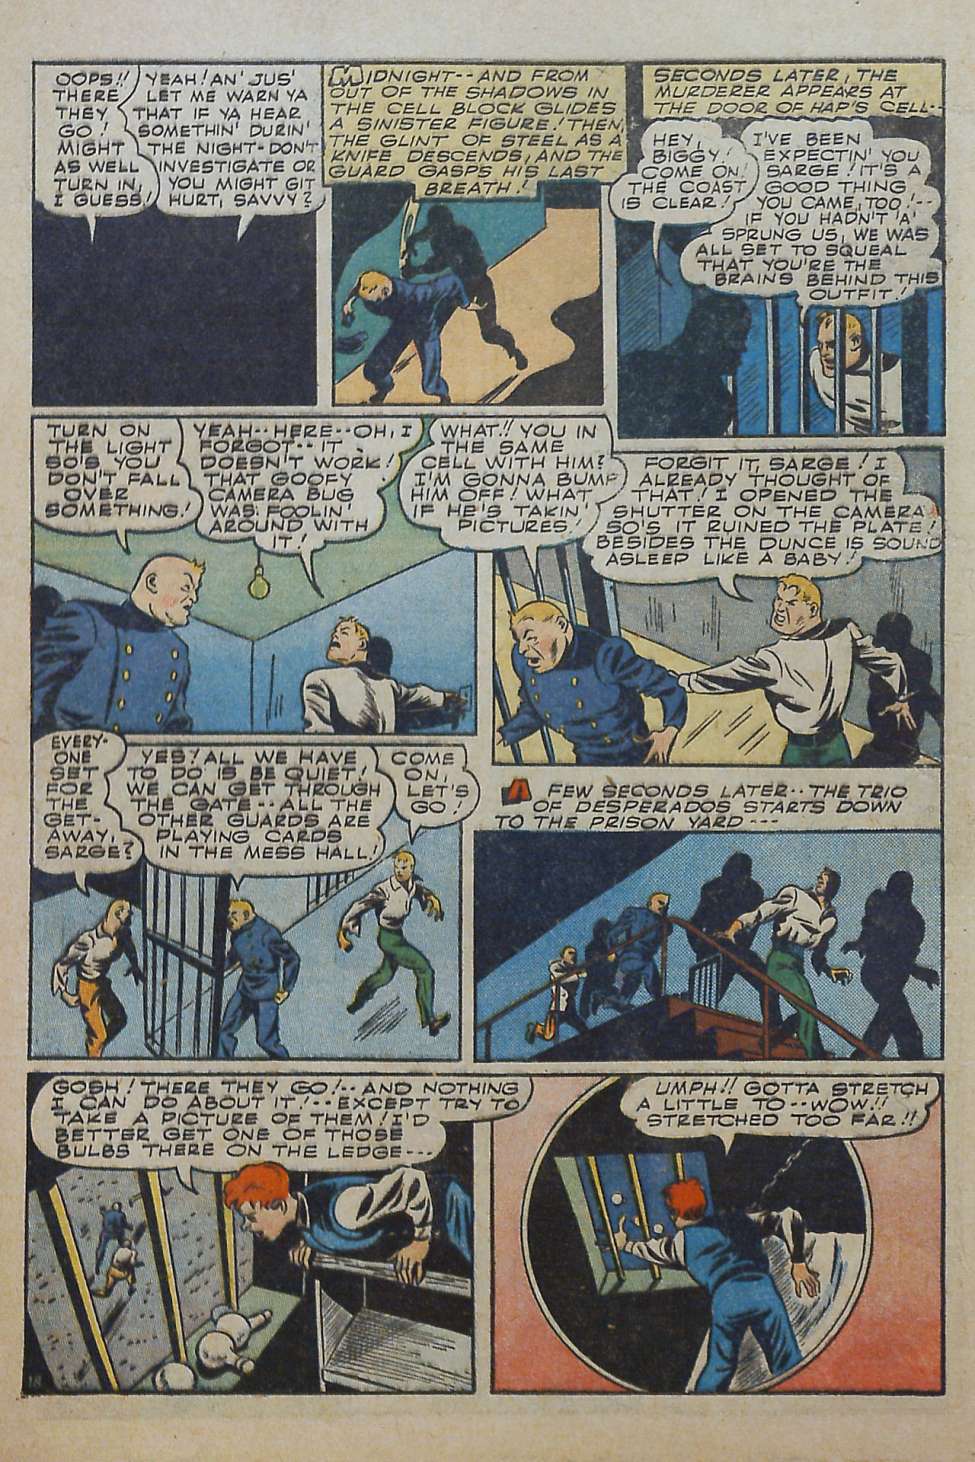 OOPS!!
THERE
THEY
GO!
MIGHT
AS WELL
TURN IN,
I GUESS!
YEAH! AN' JUS'
LET ME WARN YA
THAT IF YA HEAR
SOMETHIN' DURIN'
THE NIGHT-DON'T
INVESTIGATE OR
YOU MIGHT GIT
HURT, SAVVY?
MIDNIGHT--AND FROM
OUT OF THE SHADOWS IN
THE CELL BLOCK GLIDES
A SINISTER FIGURE! THEN,
THE GLINT OF STEEL AS A
KNIFE DESCENDS, AND THE
GUARD GASPS HIS LAST
BREATH!
SECONDS LATER, THE
MURDERER APPEARS AT
THE DOOR OF HAP'S CELL--
HEY,
BIGGY!
COME ON!
THE COAST
IS CLEAR!
I'VE BEEN
EXPECTIN' YOU
SARGE! IT'S A
GOOD THING
YOU CAME, TOO!--
IF YOU HADN'T 'A'
SPRUNG US, WE WAS
ALL SET TO SQUEAL
THAT YOU'RE THE
BRAINS BEHIND THIS
OUTFIT!
TURN ON
THE LIGHT
SO'S YOU
DON'T FALL
OVER
SOMETHING!
YEAH--HERE--OH, I
FORGOT--IT
DOESN'T WORK!
THAT GOOFY
CAMERA BUG
WAS FOOLIN'
AROUND WITH
IT!
WHAT!! YOU IN
THE SAME
CELL WITH HIM?
I'M GONNA BUMP
HIM OFF! WHAT
IF HE'S TAKIN'
PICTURES!
FORGIT IT, SARGE! I
ALREADY THOUGHT OF
THAT! I OPENED THE
SHUTTER ON THE CAMERA
SO'S IT RUINED THE PLATE!
BESIDES THE DUNCE IS SOUND
ASLEEP LIKE A BABY!
EVERY-
ONE
SET
FOR
THE
GET-
AWAY,
SARGE?
YES! ALL WE HAVE
TO DO IS BE QUIET!
WE CAN GET THROUGH
THE GATE--ALL THE
OTHER GUARDS ARE
PLAYING CARDS
IN THE MESS HALL!
COME
ON,
LET'S
GO!
A FEW SECONDS LATER--THE TRIO
OF DESPERADOS STARTS DOWN
TO THE PRISON YARD---
GOSH! THERE THEY GO!--AND NOTHING
I CAN DO ABOUT IT!--EXCEPT TRY TO
TAKE A PICTURE OF THEM! I'D
BETTER GET ONE OF THOSE
BULBS THERE ON THE LEDGE---
UMPH!! GOTTA STRETCH
A LITTLE TO--WOW!!
STRETCHED TOO FAR!!